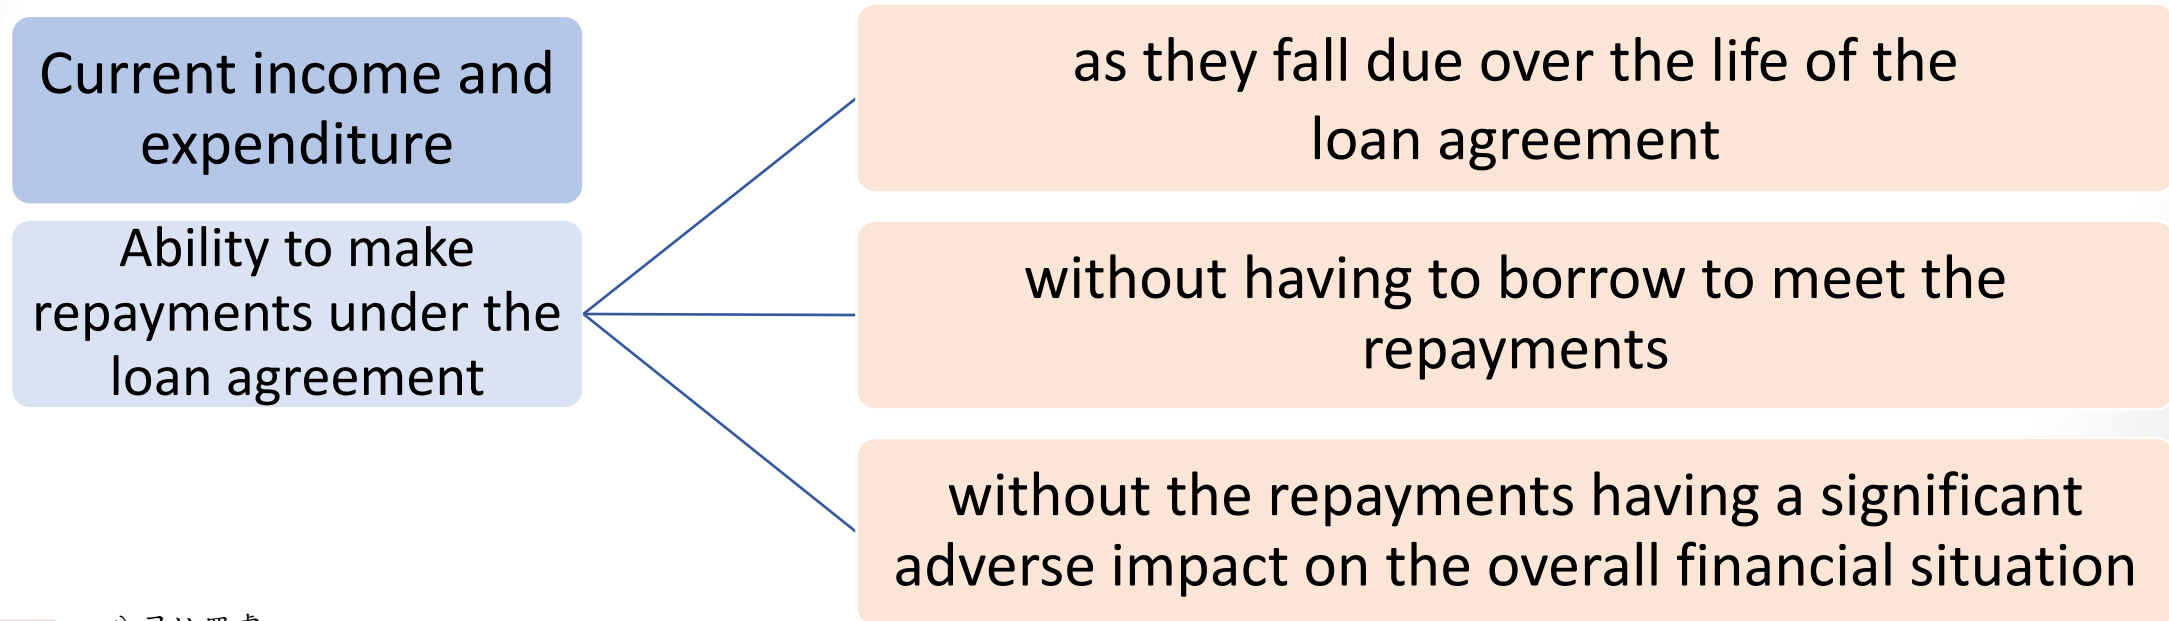 Current income and
expenditure
Ability to make
repayments under the
loan agreement
as they fall due over the life of the
loan agreement
without having to borrow to meet the
repayments
without the repayments having a significant
adverse impact on the overall financial situation